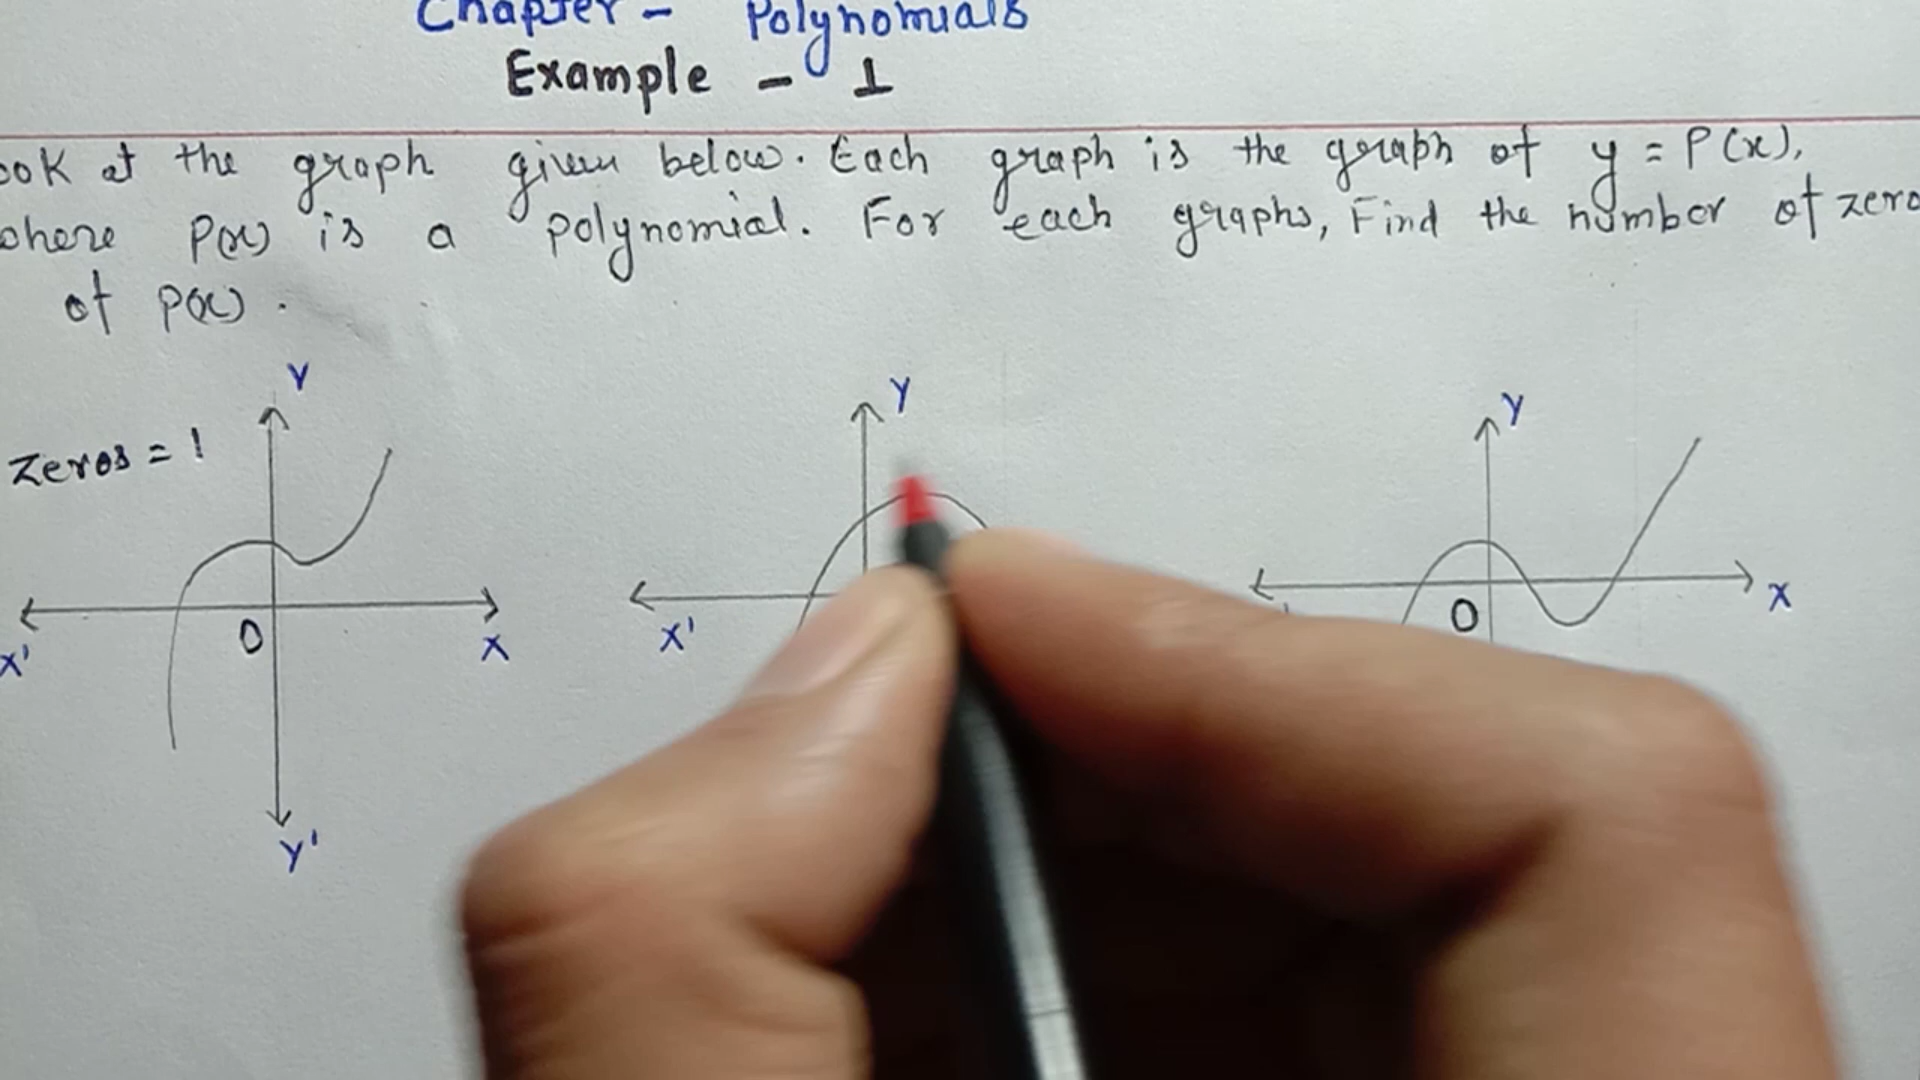 Chapter - Polynomials
Example - 1
ook at the graph given below. Each graph is the graph of y = P(x),
where P(x) is a polynomial. For each graphs, Find the number of zero
of P(x).
Zeros = 1
Y
Y
Y
X'
O
X
X'
O
X
Y'